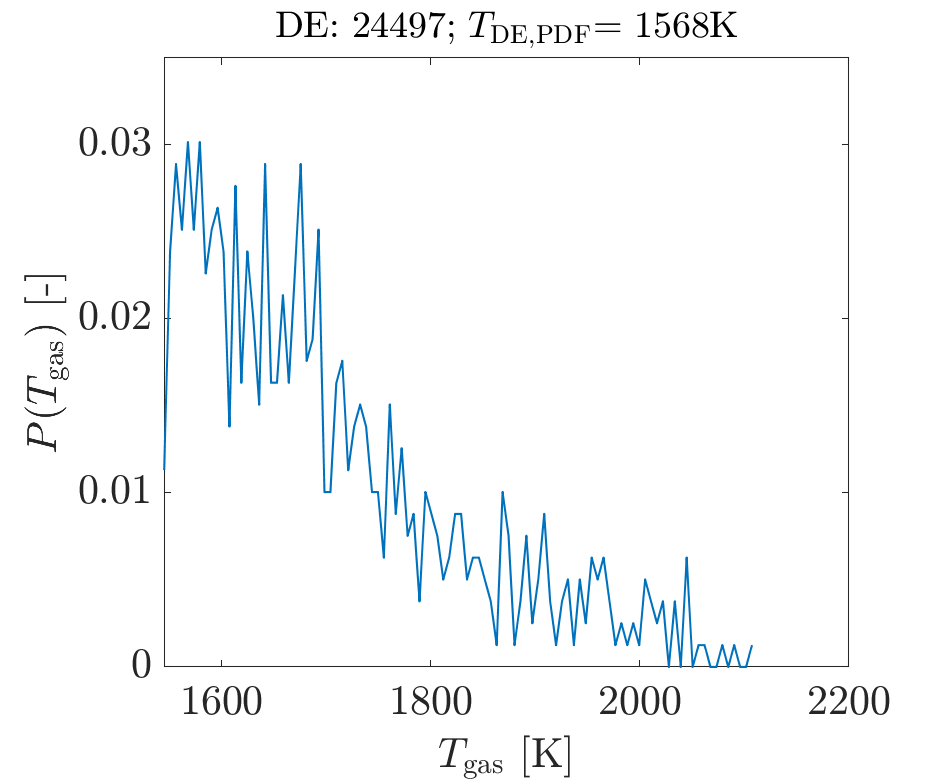 DE: 24497; T_DE,PDF= 1568K
P(T_gas) [-]
0.03
0.02
0.01
0
1600 1800 2000 2200
T_gas [K]